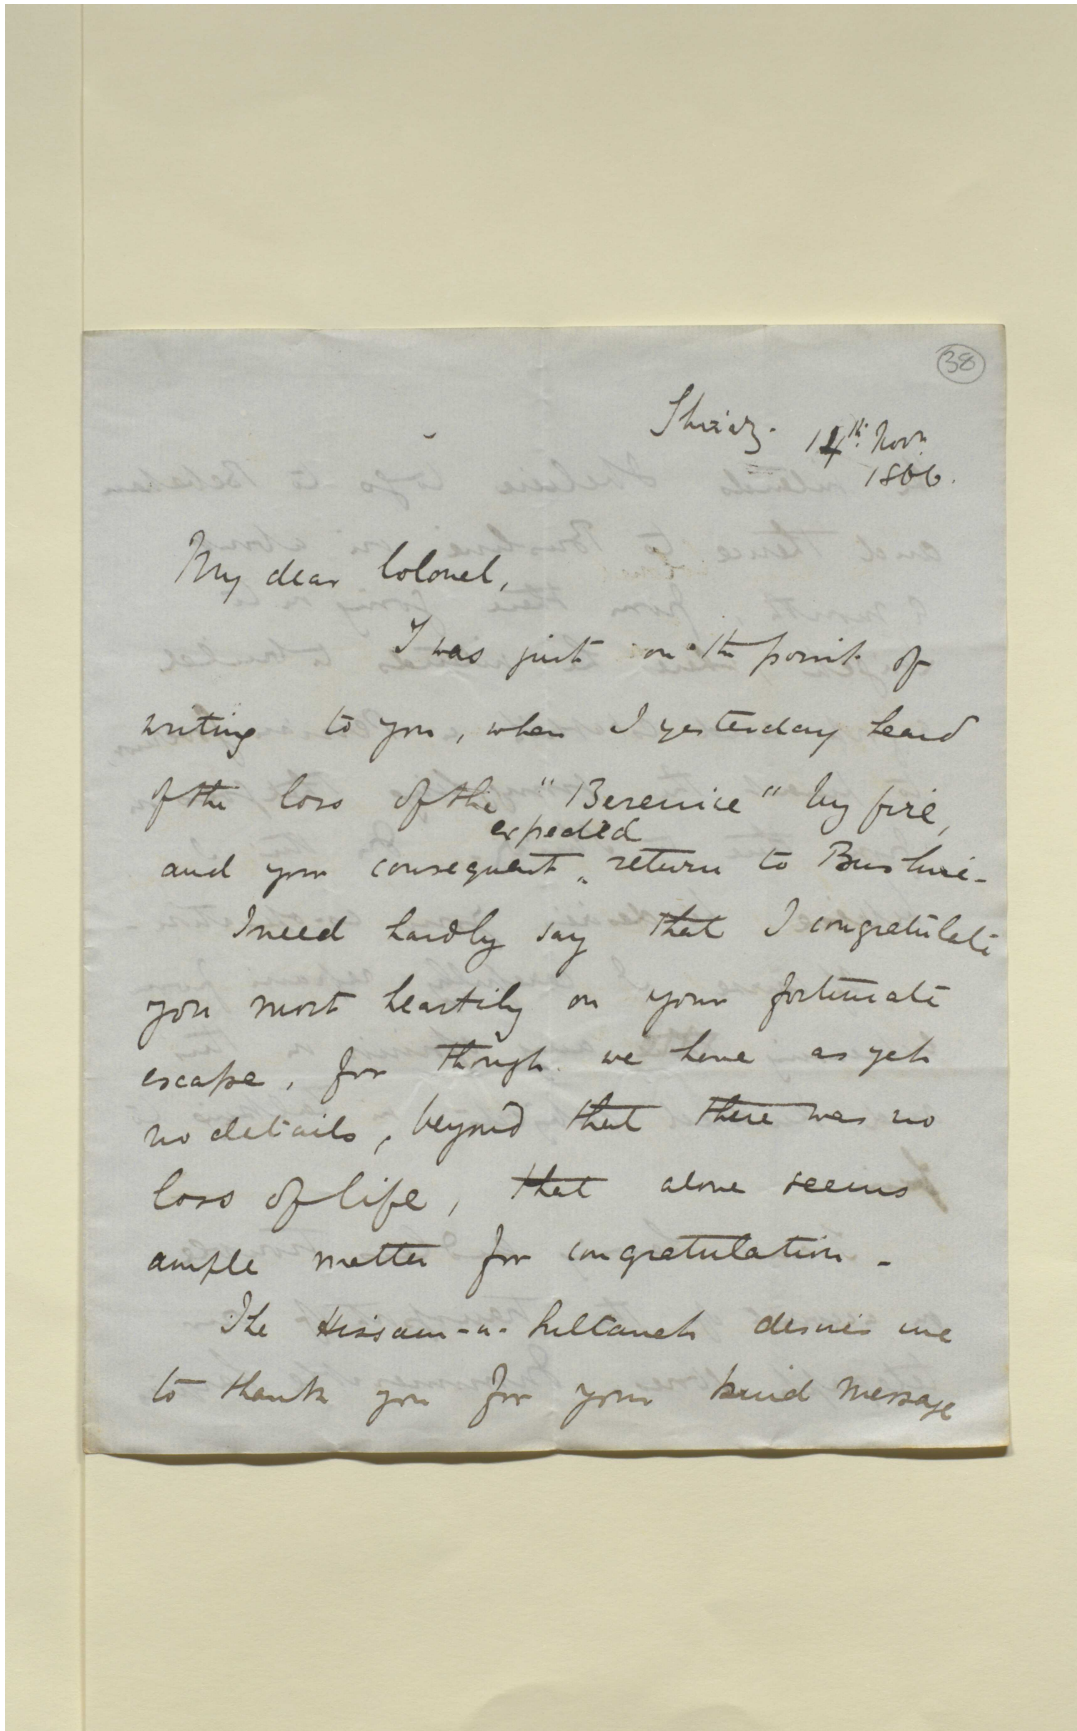 38
Shiraz. 14th Novr.
1866.
My dear Colonel,
I was just on the point of
writing to you, when I yesterday heard
of the loss of the "Berenice" by fire,
expected
and your consequent return to Bushire -
I need hardly say that I congratulate
you most heartily on your fortunate
escape, for though we have as yet
no details, beyond that there was no
loss of life, that alone seems
ample matter for congratulation -
The Hissam-u-Sultaneh desires me
to thank you for your kind message